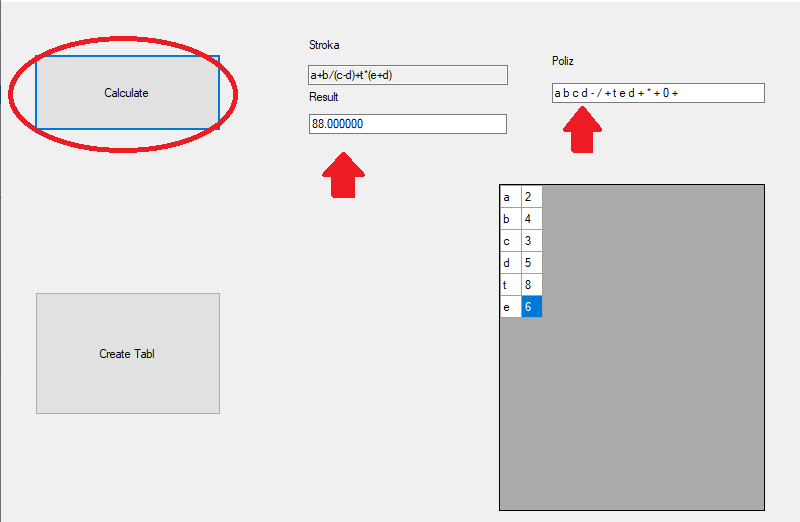 Stroka
Calculate
a+b/(c-d)+t*(e+d)
Result
88.000000
Poliz
a b c d - / + t e d + * + 0 +
a 2
b 4
c 3
d 5
t 8
e 6
Create Tabl